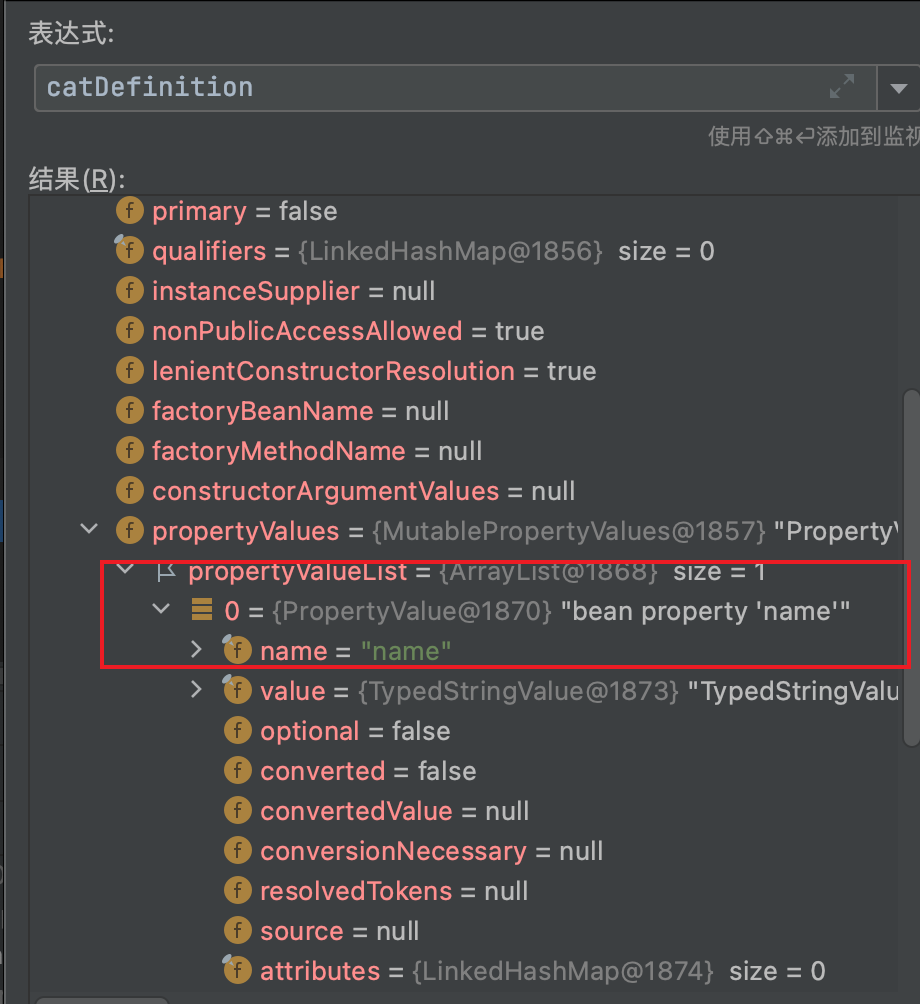 表达式:
catDefinition
使用⇧⌘⏎添加到监视
结果(R):
primary = false
qualifiers = {LinkedHashMap@1856} size = 0
instanceSupplier = null
nonPublicAccessAllowed = true
lenientConstructorResolution = true
factoryBeanName = null
factoryMethodName = null
constructorArgumentValues = null
propertyValues = {MutablePropertyValues@1857} "PropertyV
propertyValueList = {ArrayList@1868} size = 1
0 = {PropertyValue@1870} "bean property 'name'"
name = "name"
value = {TypedStringValue@1873} "TypedStringValu
optional = false
converted = false
convertedValue = null
conversionNecessary = null
resolvedTokens = null
source = null
attributes = {LinkedHashMap@1874} size = 0